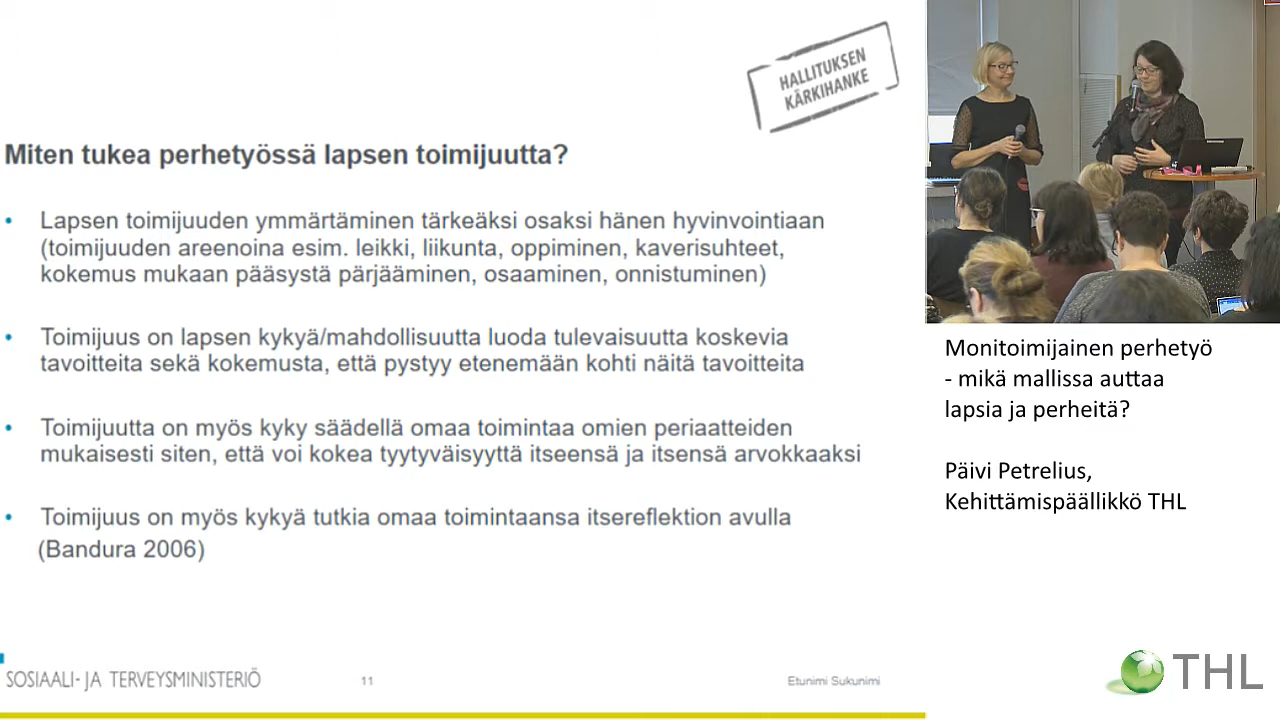 HALLITUKSEN
KÄRKIHANKE
Miten tukea perhetyössä lapsen toimijuutta?
• Lapsen toimijuuden ymmärtäminen tärkeäksi osaksi hänen hyvinvointiaan
(toimijuuden areenoina esim. leikki, liikunta, oppiminen, kaverisuhteet,
kokemus mukaan pääsystä pärjääminen, osaaminen, onnistuminen)
• Toimijuus on lapsen kykyä/mahdollisuutta luoda tulevaisuutta koskevia
tavoitteita sekä kokemusta, että pystyy etenemään kohti näitä tavoitteita
• Toimijuutta on myös kyky säädellä omaa toimintaa omien periaatteiden
mukaisesti siten, että voi kokea tyytyväisyyttä itseensä ja itsensä arvokkaaksi
• Toimijuus on myös kykyä tutkia omaa toimintaansa itsereflektion avulla
(Bandura 2006)
SOSIAALI- JA TERVEYSMINISTERIÖ
11
Etunimi Sukunimi
Monitoimijainen perhetyö
- mikä mallissa auttaa
lapsia ja perheitä?
Päivi Petrelius,
Kehittämispäällikkö THL
THL